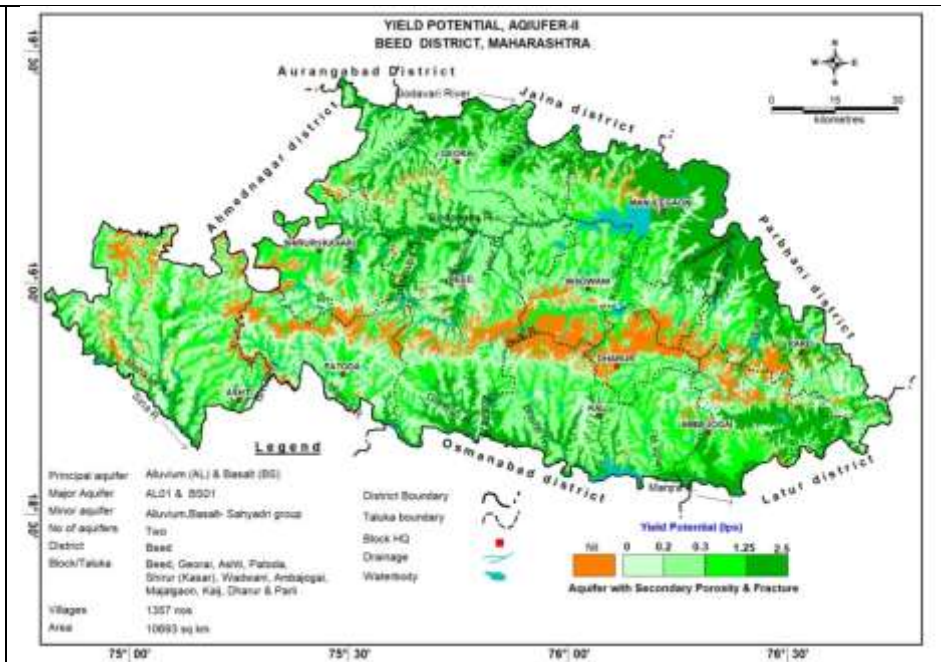 YIELD POTENTIAL, AQIUFER-II
BEED DISTRICT, MAHARASHTRA
19° 30'
19° 00'
18° 30'
N
W E
S
0 15 30
kilometres
Aurangabad District
Godavari River
Jalna district
Ahmednagar district
Parbhani district
GEORAI
MANJLEGAON
SHIRUR (KASAR)
BEED
WADWANI
PARLI
DHARUR
PATODA
ASHTI
KAIJ
AMBEJOGAI
Sina R.
Osmanabad district
Latur district
Legend
Principal aquifer Alluvium (AL) & Basalt (BS)
Major Aquifer AL01 & BS01
Minor aquifer Alluvium,Basalt- Sahyadri group
No of aquifers Two
District Beed
Block/Taluka Beed, Georai, Ashti, Patoda,
Shirur (Kasar), Wadwani, Ambajogai,
Majalgaon, Kaij, Dharur & Parli
Villages 1357 nos
Area 10693 sq km
District Boundary
Taluka boundary
Block HQ
Drainage
Waterbody
Yield Potential (lps)
Nil 0 0.2 0.3 1.25 2.5
Aquifer with Secondary Porosity & Fracture
75° 00' 75° 30' 76° 00' 76° 30'